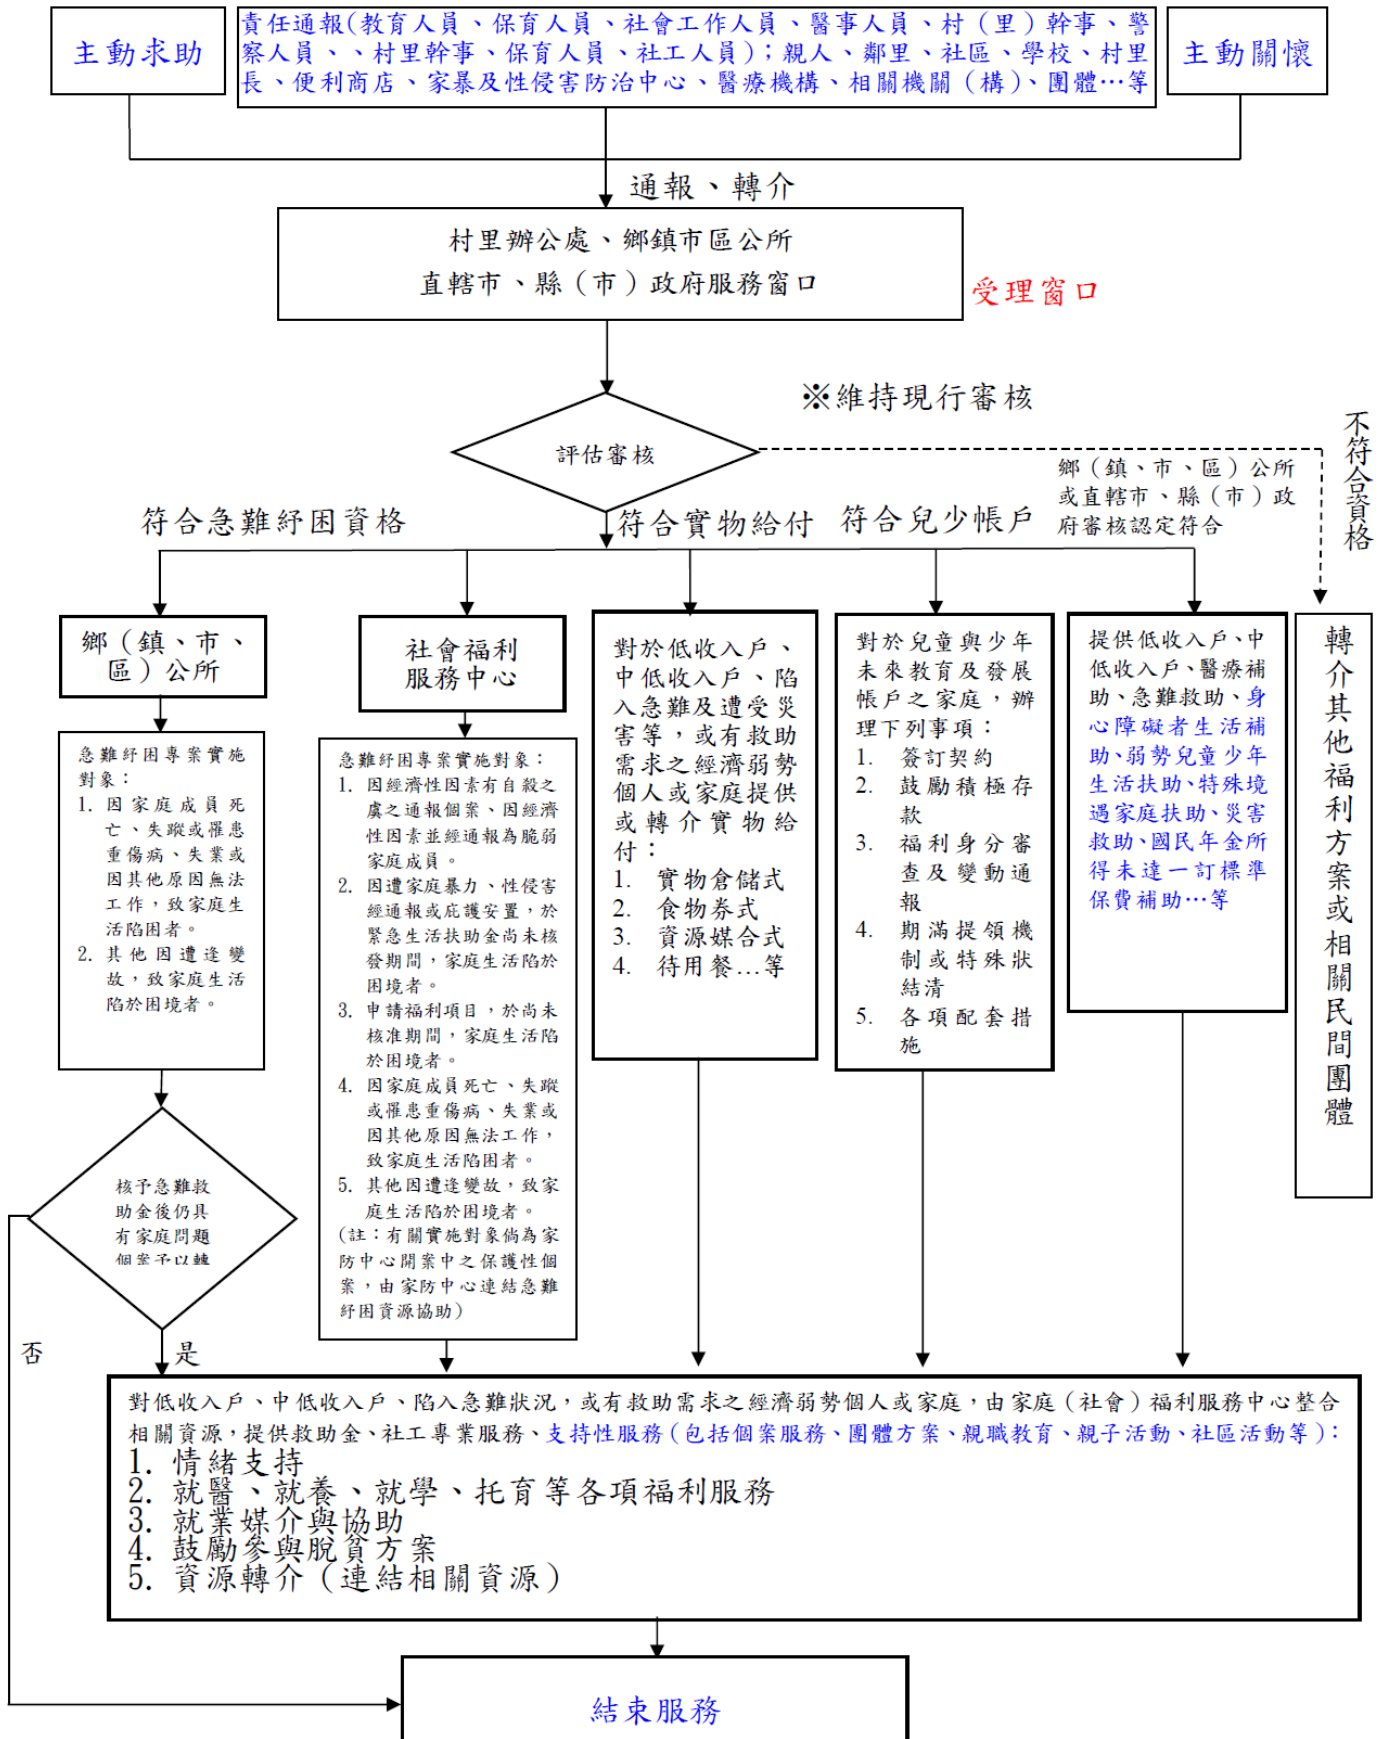 主動求助
責任通報(教育人員、保育人員、社會工作人員、醫事人員、村（里）幹事、警
察人員、、村里幹事、保育人員、社工人員)；親人、鄰里、社區、學校、村里
長、便利商店、家暴及性侵害防治中心、醫療機構、相關機關（構）、團體…等
主動關懷
通報、轉介
村里辦公處、鄉鎮市區公所
直轄市、縣（市）政府服務窗口
受理窗口
※維持現行審核
評估審核
不符合資格
鄉（鎮、市、區）公所
或直轄市、縣（市）政
府審核認定符合
符合急難紓困資格
符合實物給付
符合兒少帳戶
鄉（鎮、市、
區）公所
社會福利
服務中心
對於低收入戶、
中低收入戶、陷
入急難及遭受災
害等，或有救助
需求之經濟弱勢
個人或家庭提供
或轉介實物給
付：
1. 實物倉儲式
2. 食物券式
3. 資源媒合式
4. 待用餐…等
對於兒童與少年
未來教育及發展
帳戶之家庭，辦
理下列事項：
1. 簽訂契約
2. 鼓勵積極存
款
3. 福利身分審
查及變動通
報
4. 期滿提領機
制或特殊狀
結清
5. 各項配套措
施
提供低收入戶、中
低收入戶、醫療補
助、急難救助、身
心障礙者生活補
助、弱勢兒童少年
生活扶助、特殊境
遇家庭扶助、災害
救助、國民年金所
得未達一訂標準
保費補助…等
轉介其他福利方案或相關民間團體
急難紓困專案實施
對象：
1. 因家庭成員死
亡、失蹤或罹患
重傷病、失業或
因其他原因無法
工作，致家庭生
活陷困者。
2. 其他因遭逢變
故，致家庭生活
陷於困境者。
急難紓困專案實施對象：
1. 因經濟性因素有自殺之
虞之通報個案、因經濟
性因素並經通報為脆弱
家庭成員。
2. 因遭家庭暴力、性侵害
經通報或庇護安置，於
緊急生活扶助金尚未核
發期間，家庭生活陷於
困境者。
3. 申請福利項目，於尚未
核准期間，家庭生活陷
於困境者。
4. 因家庭成員死亡、失蹤
或罹患重傷病、失業或
因其他原因無法工作，
致家庭生活陷困者。
5. 其他因遭逢變故，致家
庭生活陷於困境者。
(註：有關實施對象倘為家
防中心開案中之保護性個
案，由家防中心連結急難
紓困資源協助)
核予急難救
助金後仍具
有家庭問題
個案予以轉
否
是
對低收入戶、中低收入戶、陷入急難狀況，或有救助需求之經濟弱勢個人或家庭，由家庭（社會）福利服務中心整合
相關資源，提供救助金、社工專業服務、支持性服務(包括個案服務、團體方案、親職教育、親子活動、社區活動等)：
1. 情緒支持
2. 就醫、就養、就學、托育等各項福利服務
3. 就業媒介與協助
4. 鼓勵參與脫貧方案
5. 資源轉介（連結相關資源）
結束服務